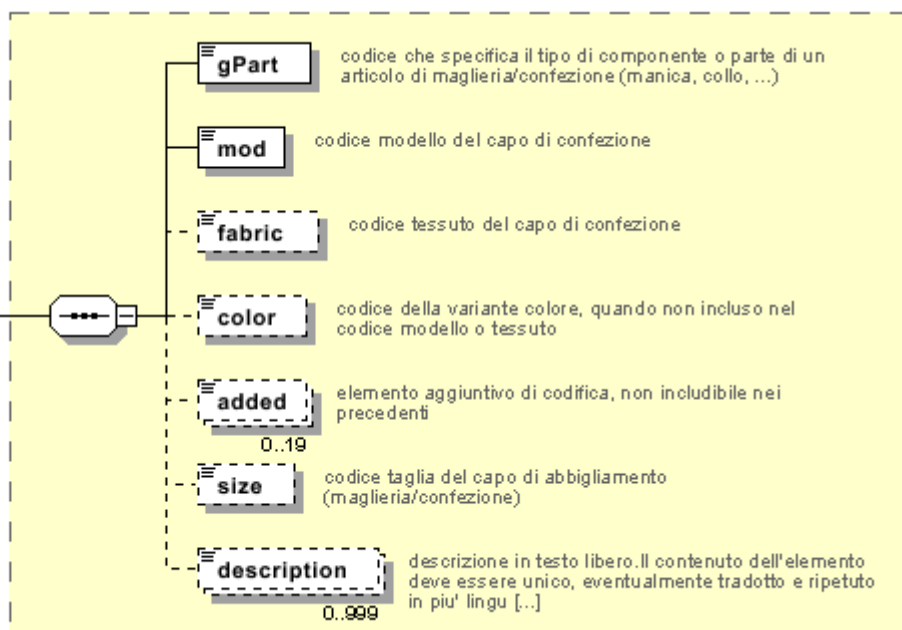 gPart
codice che specifica il tipo di componente o parte di un
articolo di maglieria/confezione (manica, collo, ...)
mod
codice modello del capo di confezione
fabric
codice tessuto del capo di confezione
color
codice della variante colore, quando non incluso nel
codice modello o tessuto
added
elemento aggiuntivo di codifica, non includibile nei
precedenti
0..19
size
codice taglia del capo di abbigliamento
(maglieria/confezione)
description
descrizione in testo libero.Il contenuto dell'elemento
deve essere unico, eventualmente tradotto e ripetuto
in piu' lingu [...]
0..999